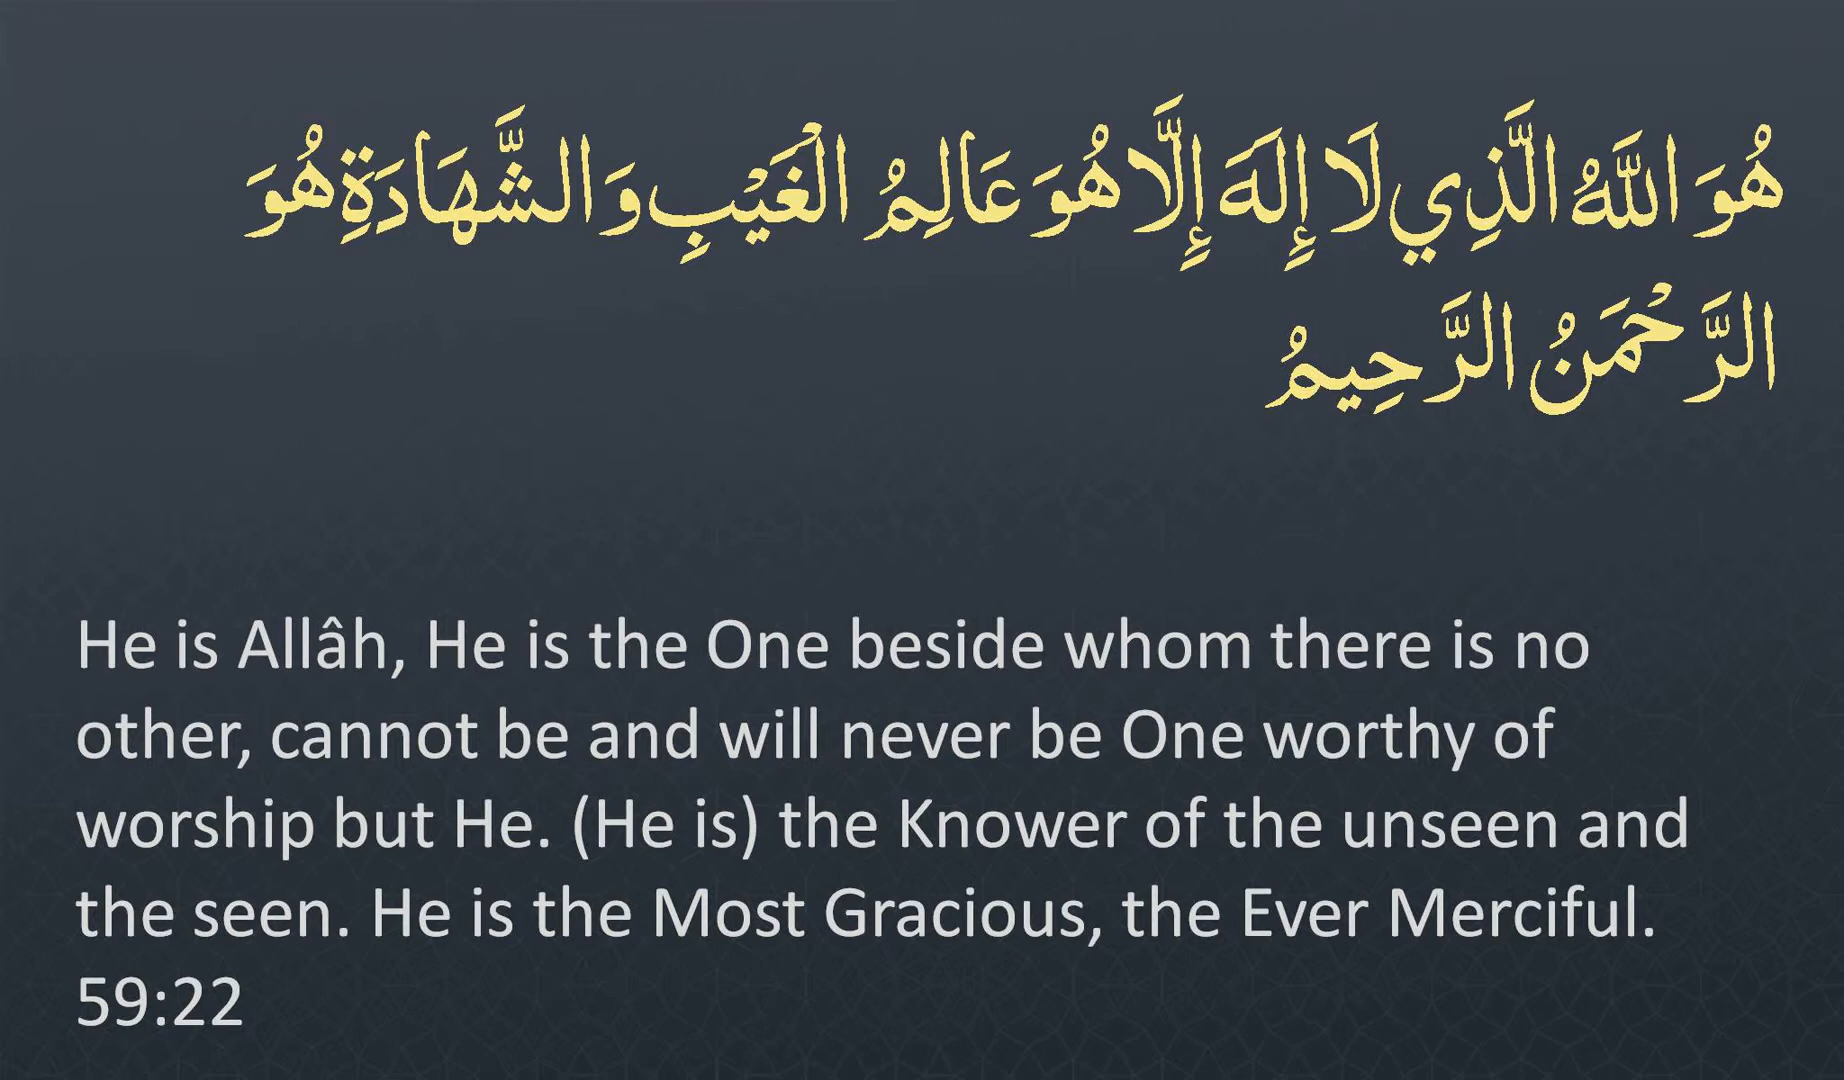 هُوَ اللَّهُ الَّذِي لَا إِلَهَ إِلَّا هُوَ عَالِمُ الْغَيْبِ وَالشَّهَادَةِ هُوَ
الرَّحْمَنُ الرَّحِيمُ
He is Allâh, He is the One beside whom there is no
other, cannot be and will never be One worthy of
worship but He. (He is) the Knower of the unseen and
the seen. He is the Most Gracious, the Ever Merciful.
59:22